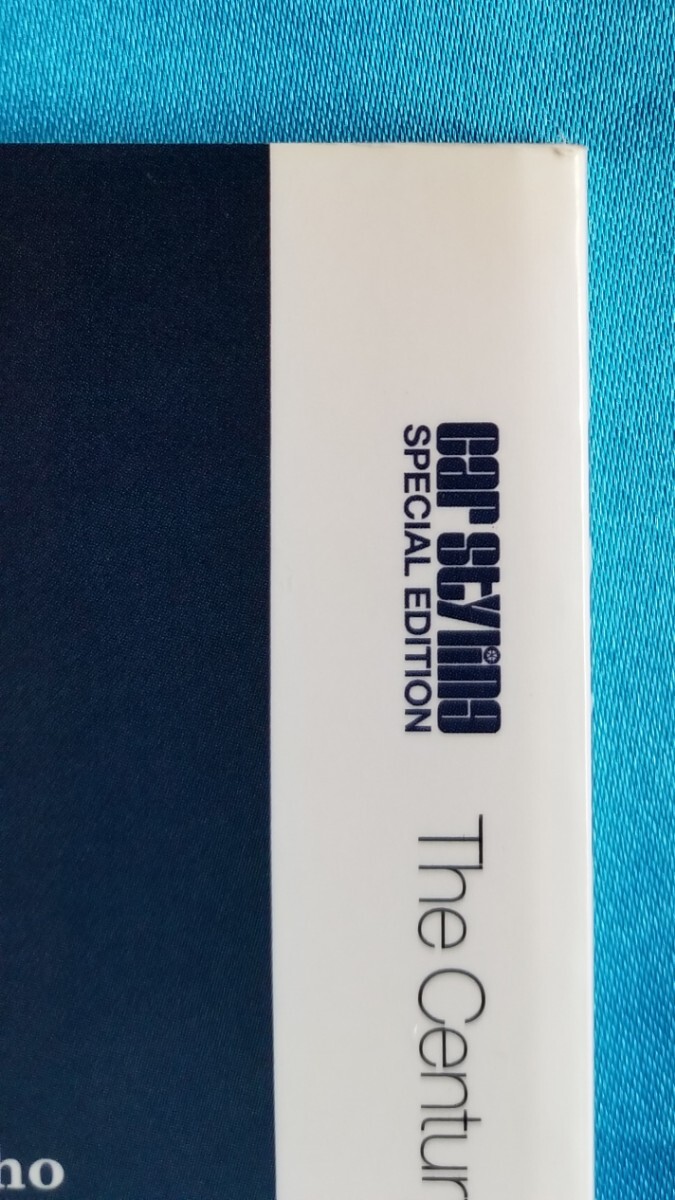 car styling
SPECIAL EDITION
The Centur
ho